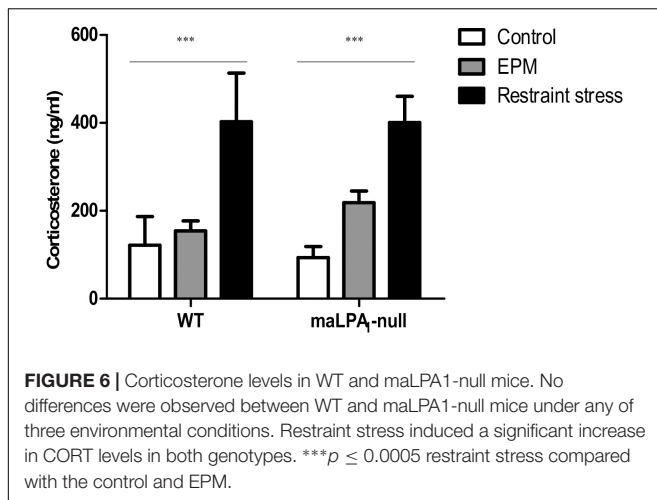 600
400
200
0
Corticosterone (ng/ml)
***
***
Control
EPM
Restraint stress
WT
maLPA₁-null
FIGURE 6 | Corticosterone levels in WT and maLPA1-null mice. No
differences were observed between WT and maLPA1-null mice under any of
three environmental conditions. Restraint stress induced a significant increase
in CORT levels in both genotypes. ***p ≤ 0.0005 restraint stress compared
with the control and EPM.